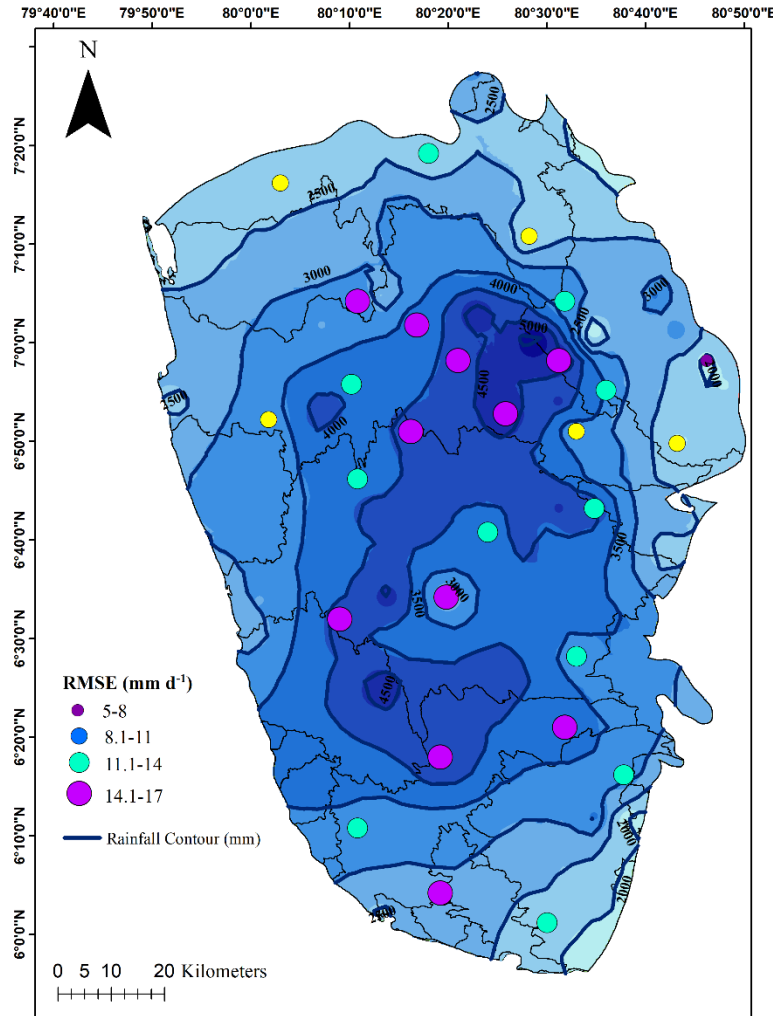 79°40'0"E 79°50'0"E 80°0'0"E 80°10'0"E 80°20'0"E 80°30'0"E 80°40'0"E 80°50'0"E
N
2500
7°20'0"N
2500
7°10'0"N
3000
4000
3000
2500
5000
7°0'0"N
2000
4500
2500
4000
6°50'0"N
3500
6°40'0"N
3000
3500
6°30'0"N
RMSE (mm d⁻¹)
4500
5-8
8.1-11
6°20'0"N
11.1-14
14.1-17
Rainfall Contour (mm)
6°10'0"N
2000
2000
2500
6°0'0"N
0 5 10 20 Kilometers